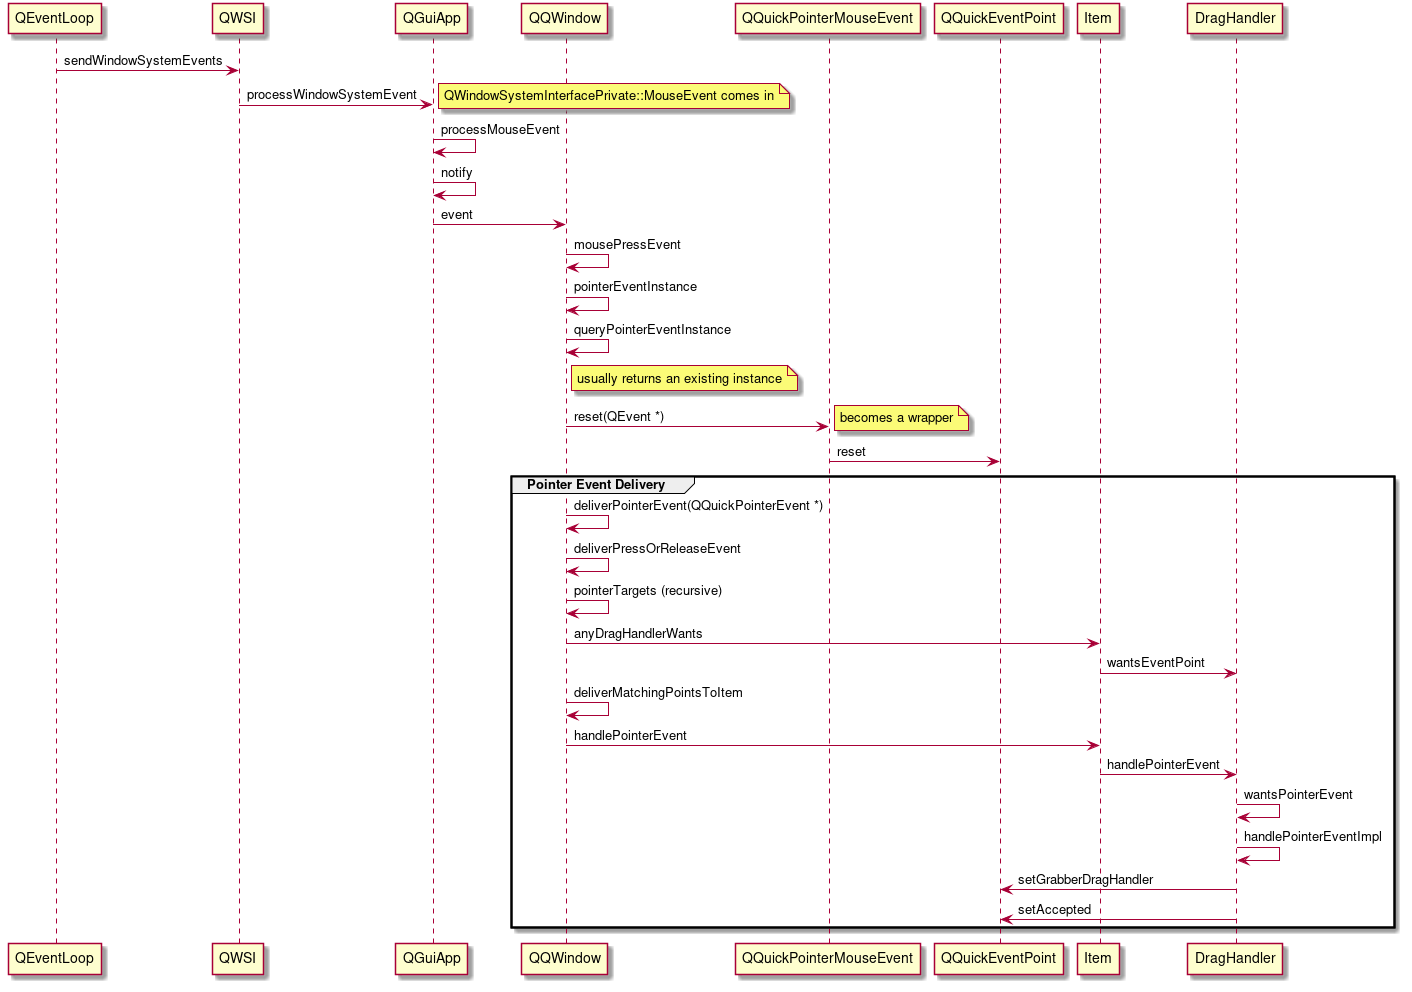 QEventLoop
QWSI
QGuiApp
QQWindow
QQuickPointerMouseEvent
QQuickEventPoint
Item
DragHandler
sendWindowSystemEvents
processWindowSystemEvent
QWindowSystemInterfacePrivate::MouseEvent comes in
processMouseEvent
notify
event
mousePressEvent
pointerEventInstance
queryPointerEventInstance
usually returns an existing instance
reset(QEvent *)
becomes a wrapper
reset
Pointer Event Delivery
deliverPointerEvent(QQuickPointerEvent *)
deliverPressOrReleaseEvent
pointerTargets (recursive)
anyDragHandlerWants
wantsEventPoint
deliverMatchingPointsToItem
handlePointerEvent
handlePointerEvent
wantsPointerEvent
handlePointerEventImpl
setGrabberDragHandler
setAccepted
QEventLoop
QWSI
QGuiApp
QQWindow
QQuickPointerMouseEvent
QQuickEventPoint
Item
DragHandler